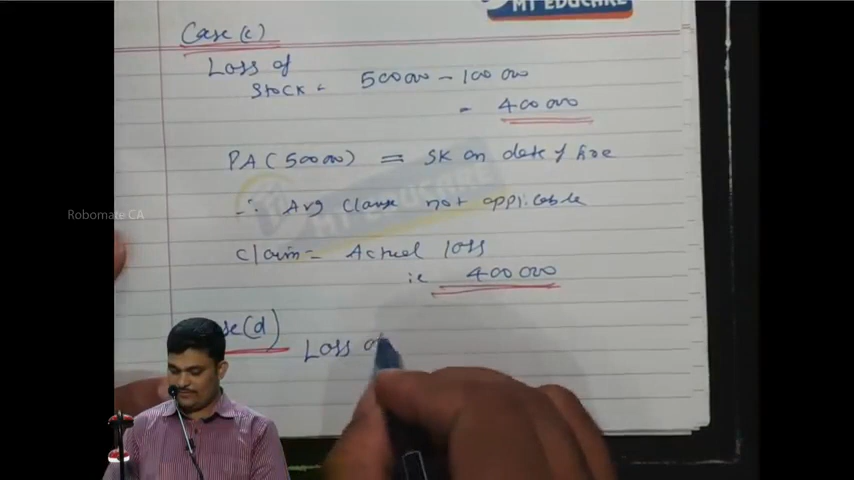 MT EDUCARE
Case (c)
Loss of
Stock = 500000 - 100000
= 400000
PA (500000) = SK on date of fire
Robomate CA
∴ Avg Clause not applicable
Claim = Actual loss
ie 400000
se(d)
Loss of